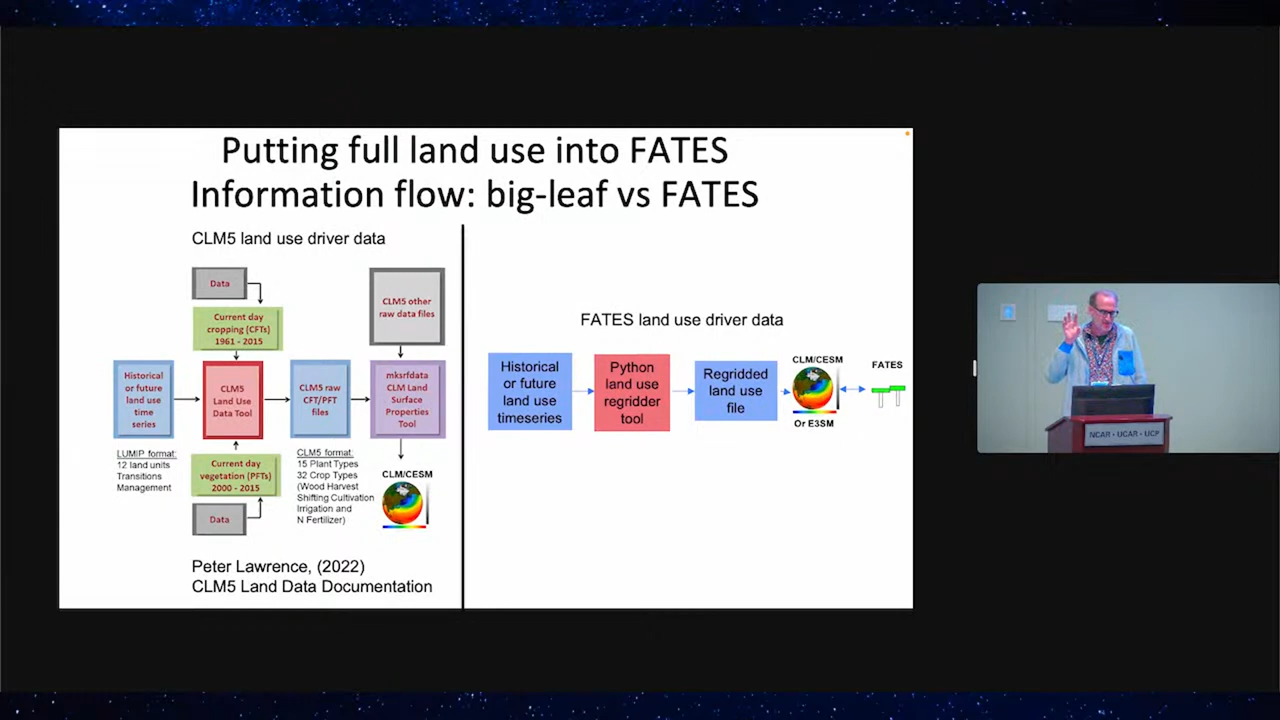 Putting full land use into FATES
Information flow: big-leaf vs FATES
CLM5 land use driver data
Data
Current day
cropping (CFTs)
1961 - 2015
CLM5 other
raw data files
Historical
or future
land use
time
series
CLM5
Land Use
Data Tool
CLM5 raw
CFT/PFT
files
mksrfdata
CLM Land
Surface
Properties
Tool
LUMIP format:
12 land units
Transitions
Management
Current day
vegetation (PFTs)
2000 - 2015
Data
CLM5 format:
15 Plant Types
32 Crop Types
(Wood Harvest
Shifting Cultivation
Irrigation and
N Fertilizer)
CLM/CESM
Peter Lawrence, (2022)
CLM5 Land Data Documentation
FATES land use driver data
Historical
or future
land use
timeseries
Python
land use
regridder
tool
Regridded
land use
file
CLM/CESM
Or E3SM
FATES
NCAR - UCAR - UCP